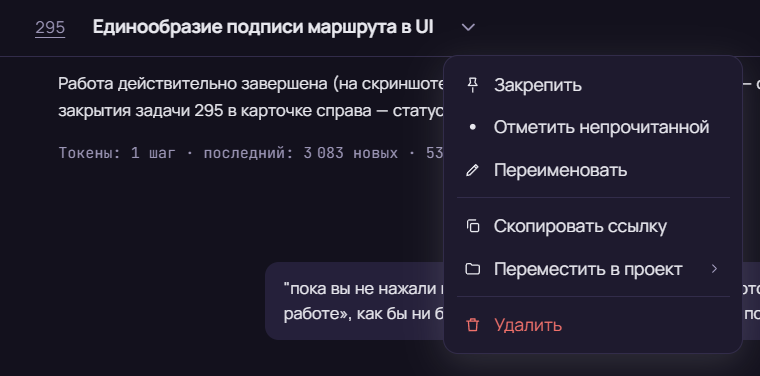 295 Единообразие подписи маршрута в UI
Работа действительно завершена (на скриншоте
закрытия задачи 295 в карточке справа — статус
Токены: 1 шаг · последний: 3 083 новых · 53
Закрепить
Отметить непрочитанной
Переименовать
Скопировать ссылку
Переместить в проект
Удалить
"пока вы не нажали
работе», как бы ни б